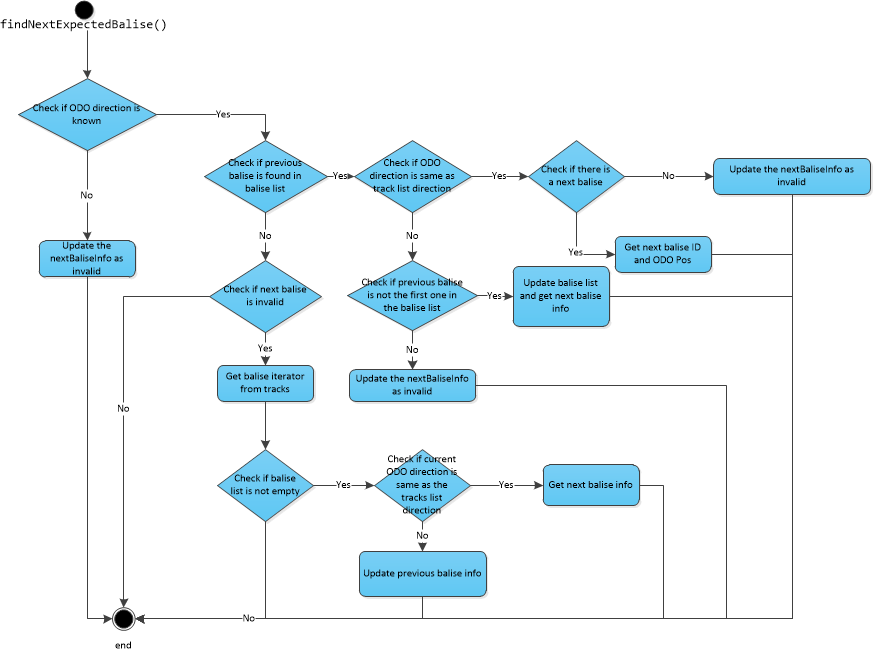 findNextExpectedBalise()
Check if ODO direction is
known
Yes
No
Update the
nextBaliseInfo as
invalid
Check if previous
balise is found in
balise list
Yes
Check if ODO
direction is same as
track list direction
Yes
Check if there is
a next balise
No
Update the nextBaliseInfo as
invalid
Yes
Get next balise ID
and ODO Pos
No
Check if next balise
is invalid
No
Check if previous balise
is not the first one in
the balise list
Yes
Update balise list
and get next balise
info
No
Yes
Get balise iterator
from tracks
No
Update the nextBaliseInfo
as invalid
Check if balise
list is not empty
Yes
Check if current
ODO direction is
same as the
tracks list
direction
Yes
Get next balise info
No
Update previous balise info
No
end